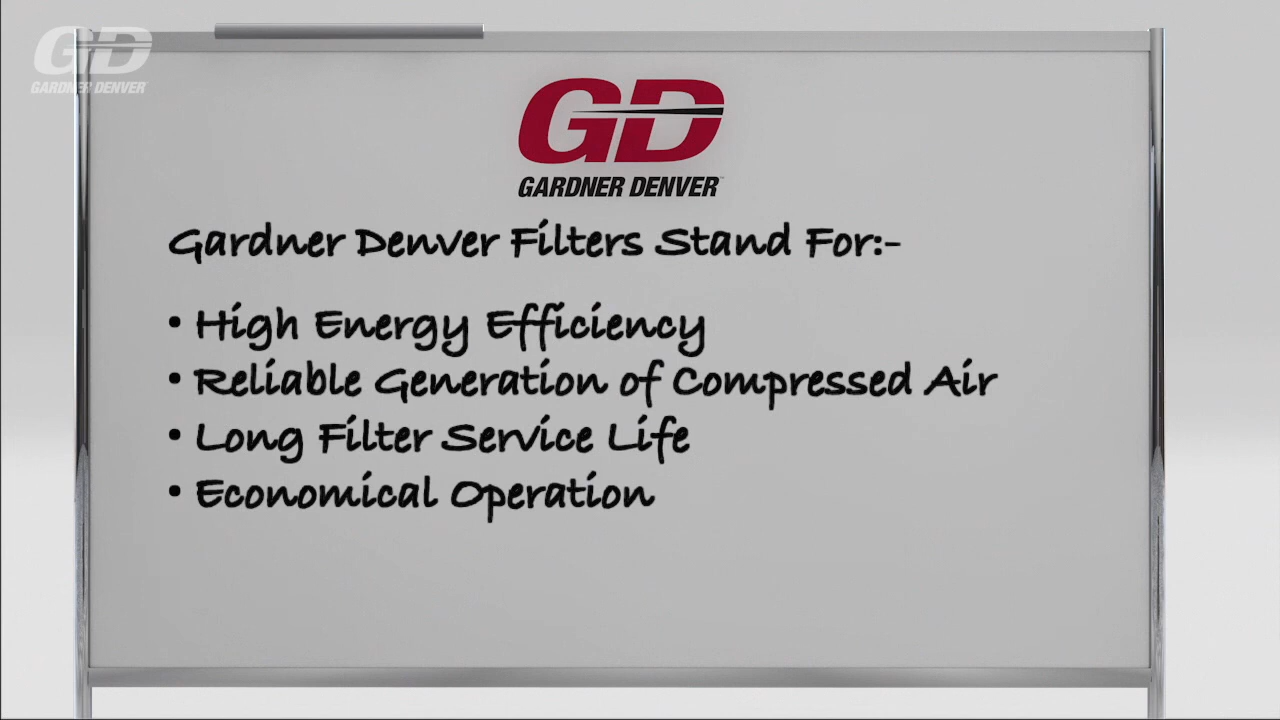 GD
GARDNER DENVER
GD
GARDNER DENVER™
Gardner Denver Filters Stand For:-
• High Energy Efficiency
• Reliable Generation of Compressed Air
• Long Filter Service Life
• Economical Operation